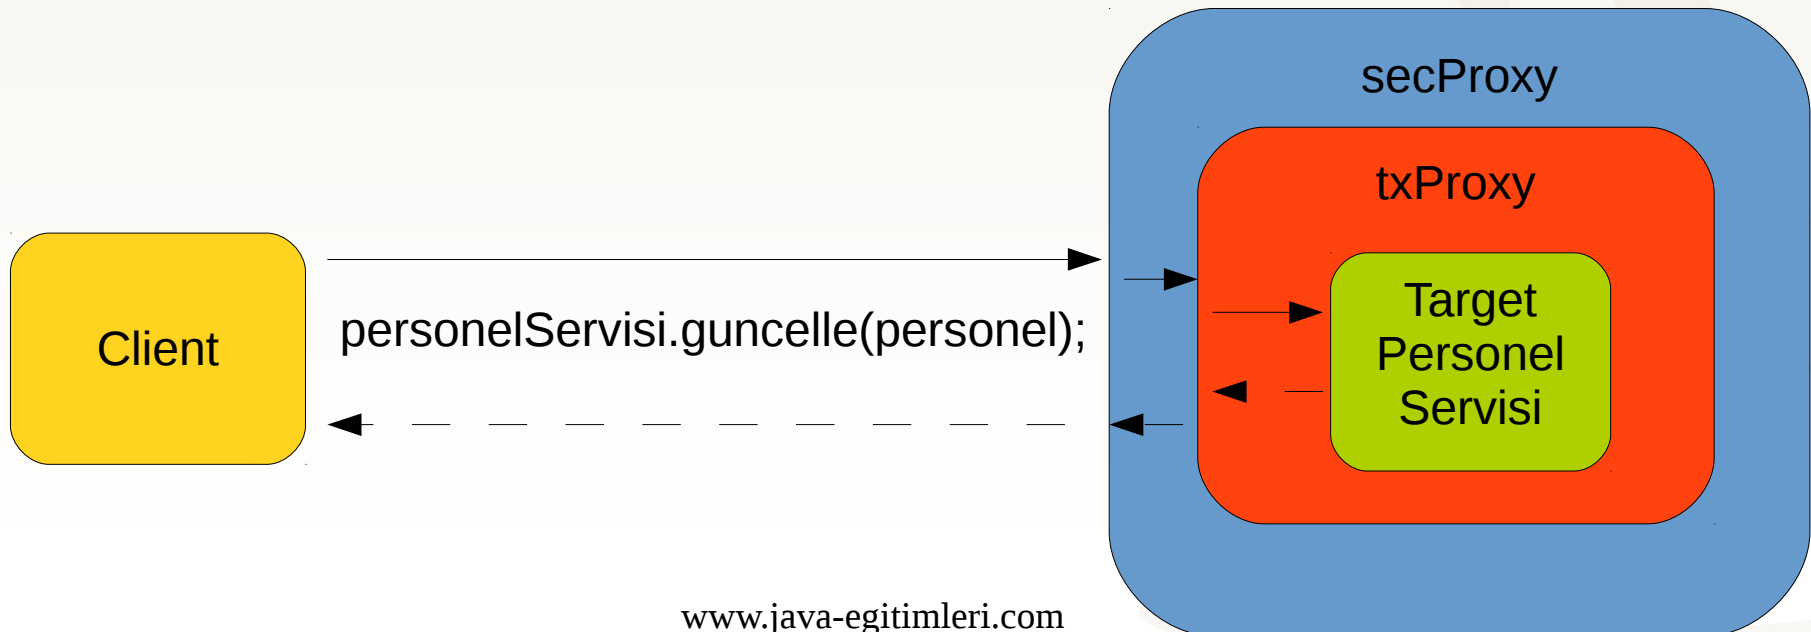 secProxy
txProxy
Client
personelServisi.guncelle(personel);
Target
Personel
Servisi
www.java-egitimleri.com